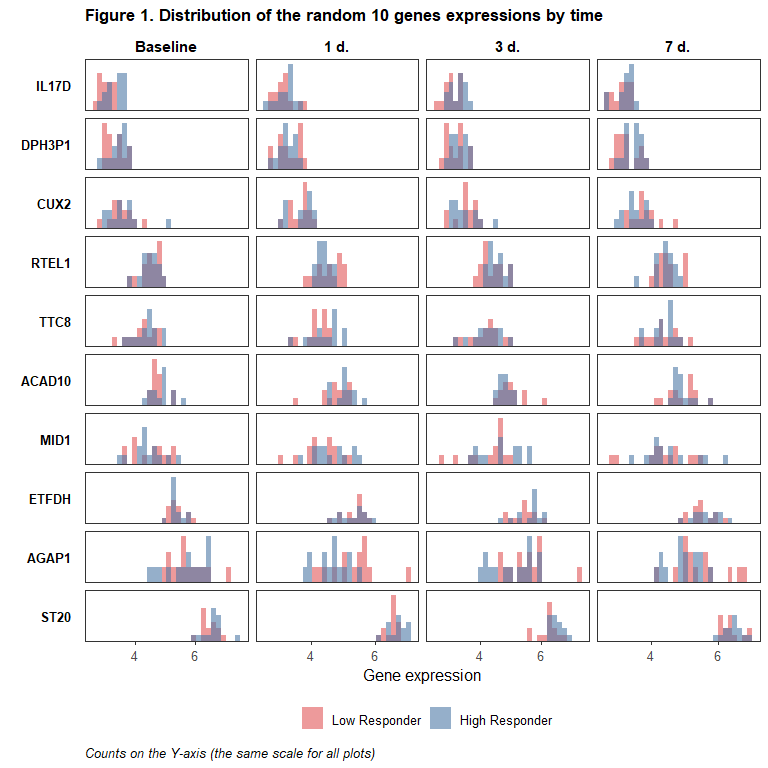 Figure 1. Distribution of the random 10 genes expressions by time
Baseline 1 d. 3 d. 7 d.
IL17D
DPH3P1
CUX2
RTEL1
TTC8
ACAD10
MID1
ETFDH
AGAP1
ST20
4 6 4 6 4 6 4 6
Gene expression
Low Responder High Responder
Counts on the Y-axis (the same scale for all plots)